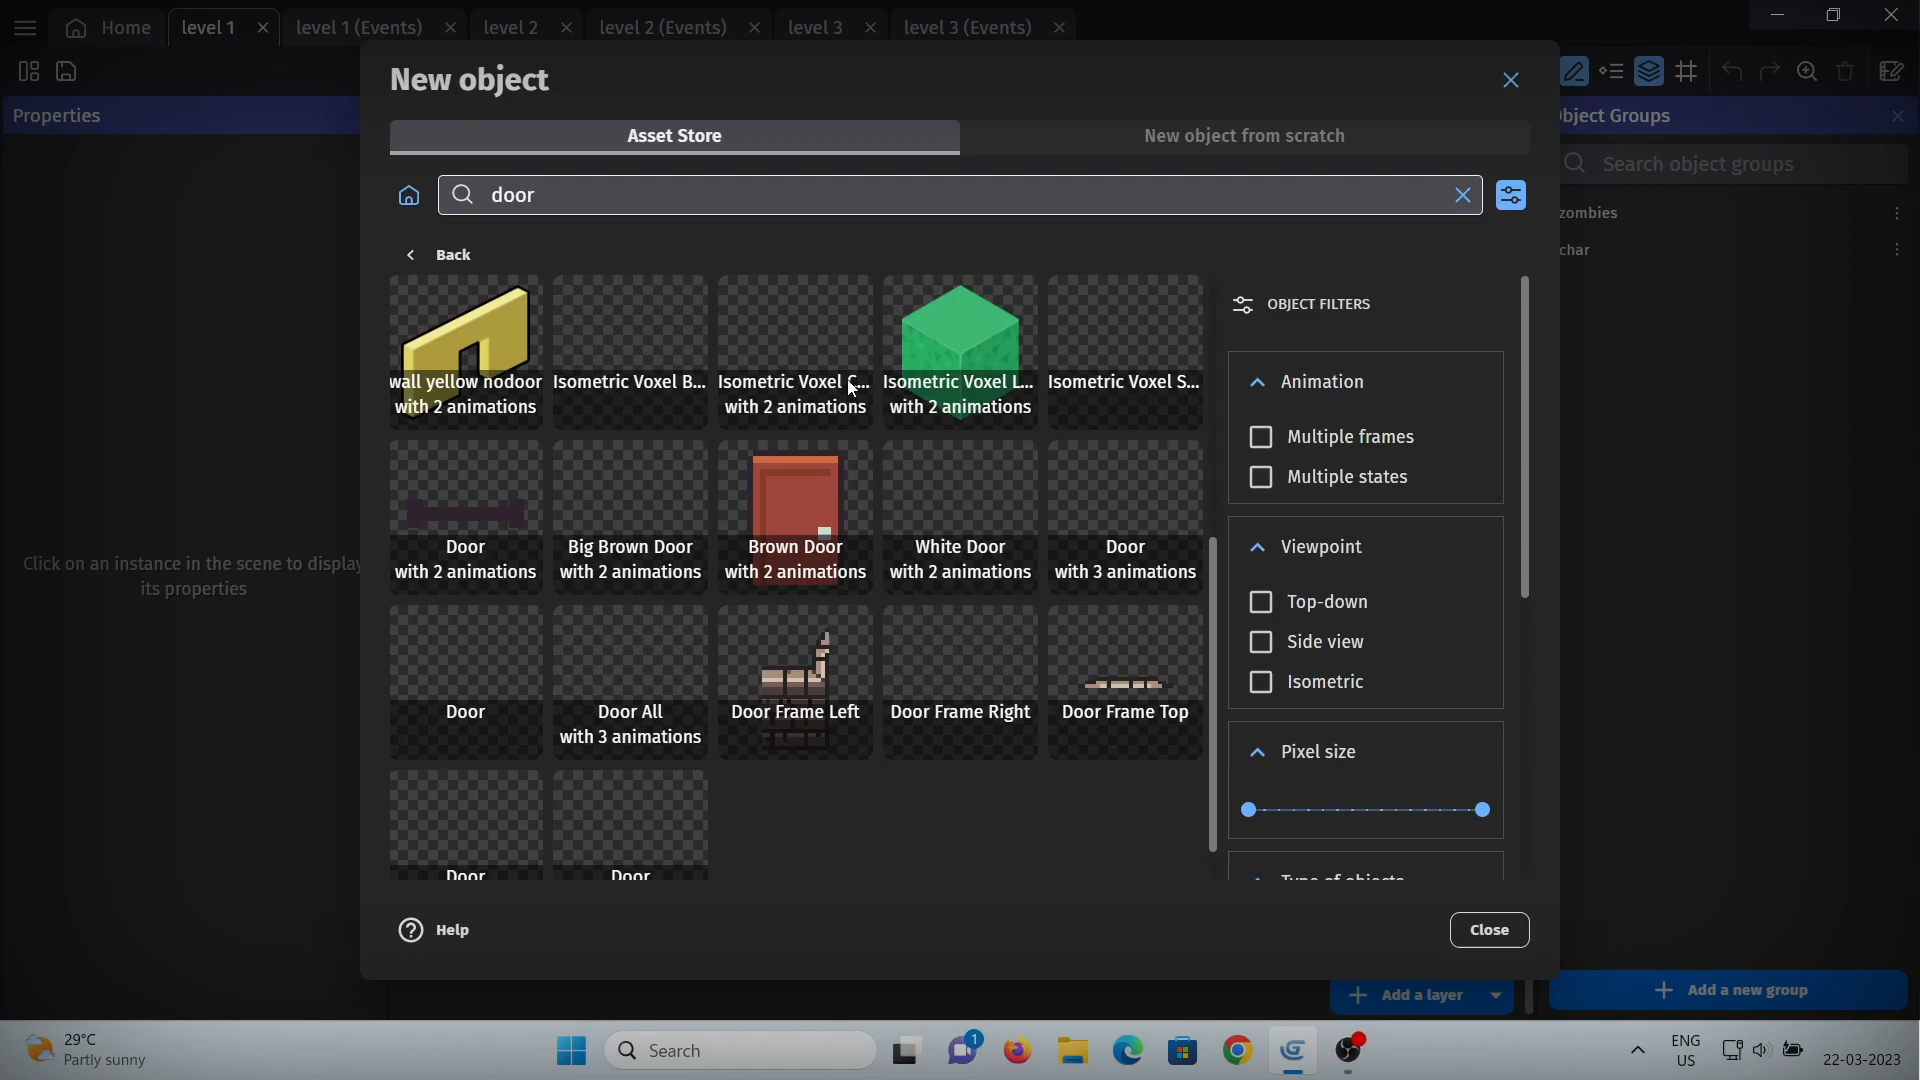 Home
level 1
level 1 (Events)
level 2
level 2 (Events)
level 3
level 3 (Events)
New object
Properties
bject Groups
Asset Store
New object from scratch
door
Search object groups
zombies
char
Back
OBJECT FILTERS
wall yellow nodoor
with 2 animations
Isometric Voxel B...
Isometric Voxel C...
with 2 animations
Isometric Voxel L...
with 2 animations
Isometric Voxel S...
Animation
Multiple frames
Multiple states
Click on an instance in the scene to display
its properties
Door
with 2 animations
Big Brown Door
with 2 animations
Brown Door
with 2 animations
White Door
with 2 animations
Door
with 3 animations
Viewpoint
Top-down
Side view
Isometric
Door
Door All
with 3 animations
Door Frame Left
Door Frame Right
Door Frame Top
Pixel size
Door
Door
Type of objects
Help
Close
Add a layer
Add a new group
29°C
Partly sunny
Search
1
ENG
US
22-03-2023